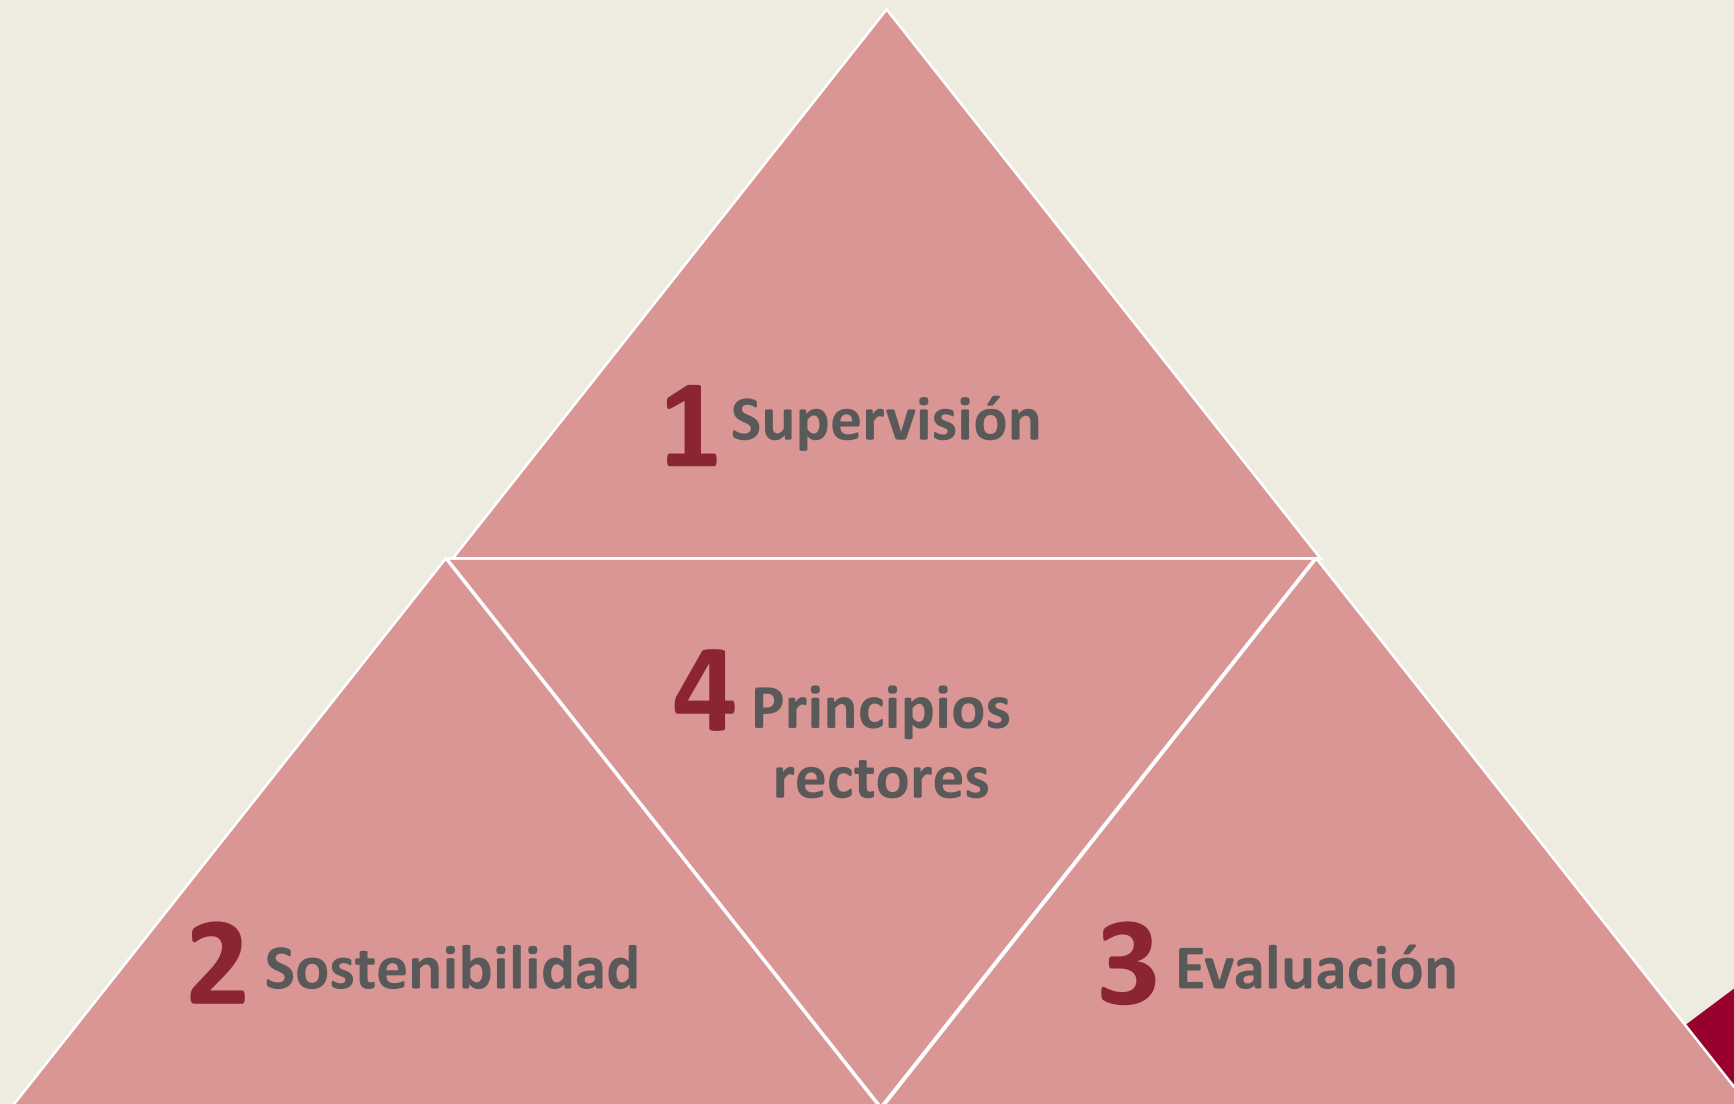 1 Supervisión
4 Principios
rectores
2 Sostenibilidad
3 Evaluación